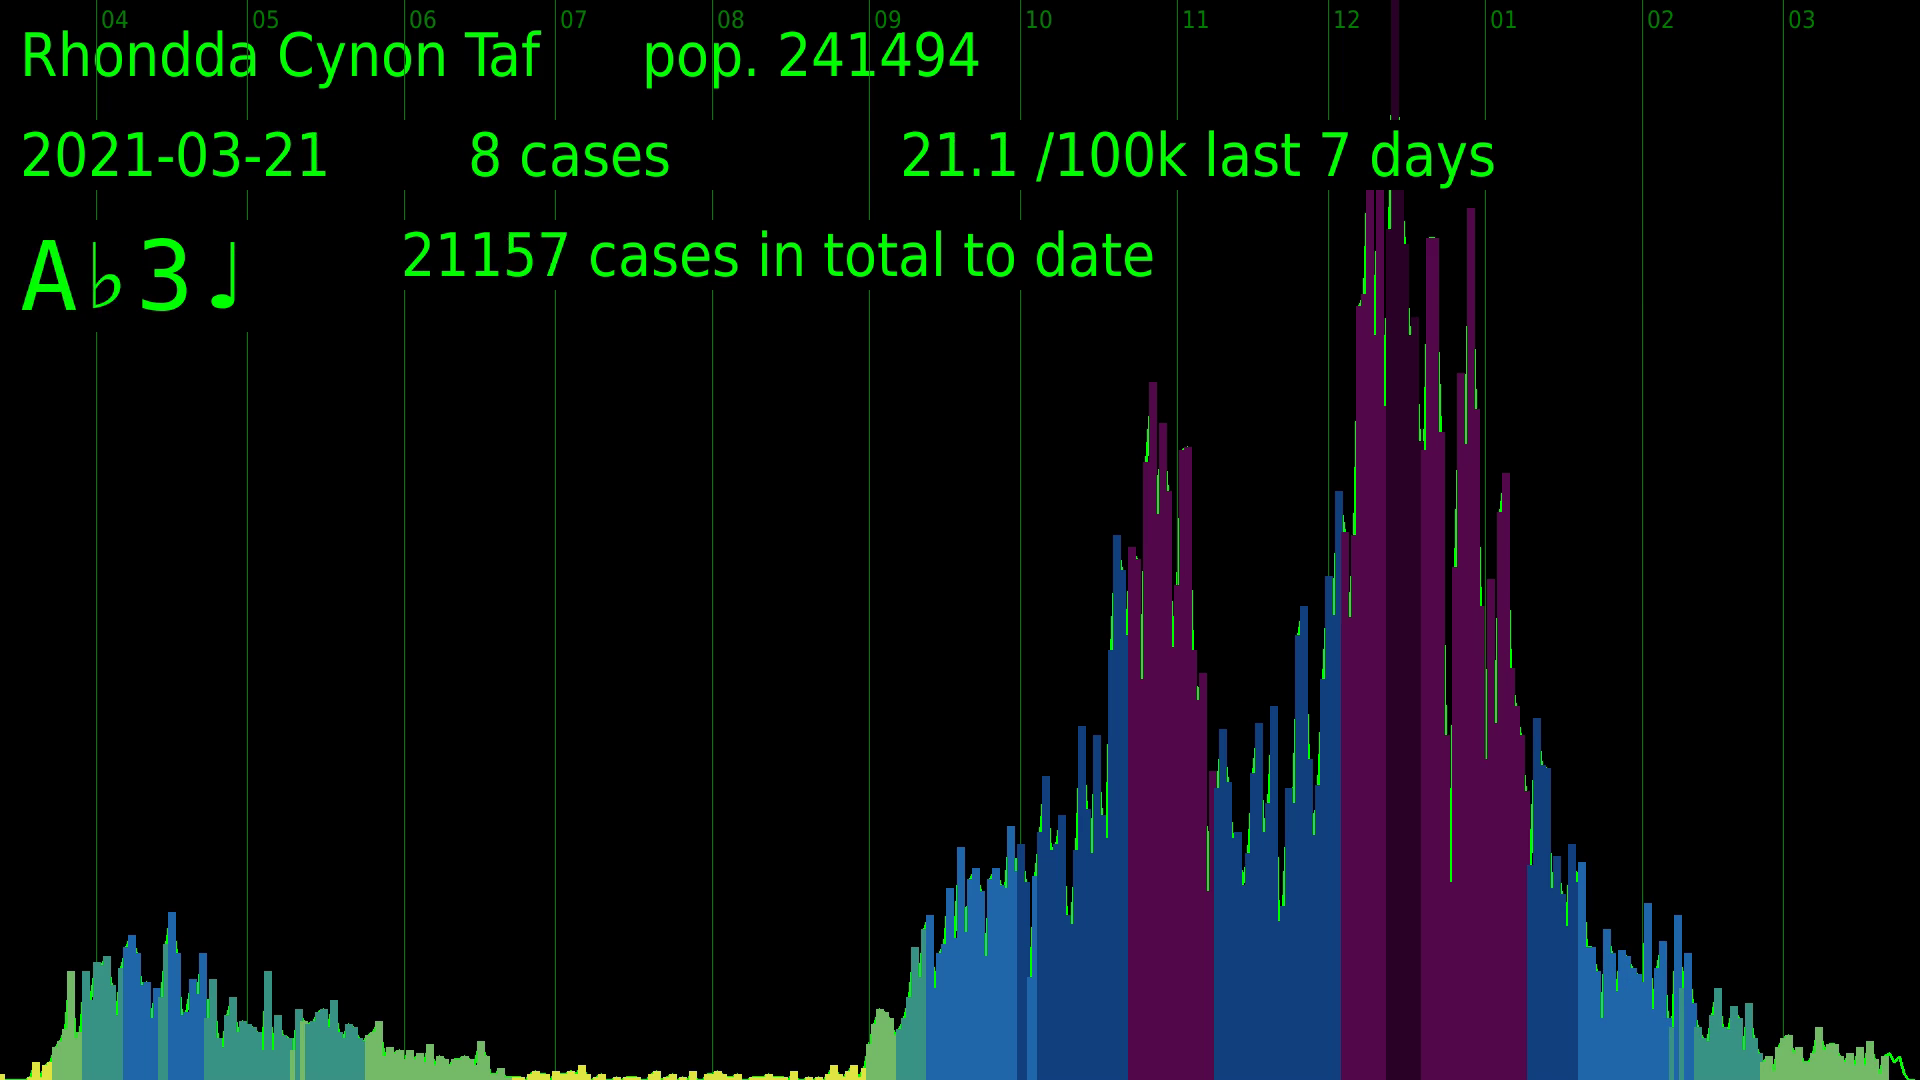 04 05 06 07 08 09 10 11 12 01 02 03
Rhondda Cynon Taf pop. 241494
2021-03-21 8 cases 21.1 /100k last 7 days
A♭3♩ 21157 cases in total to date